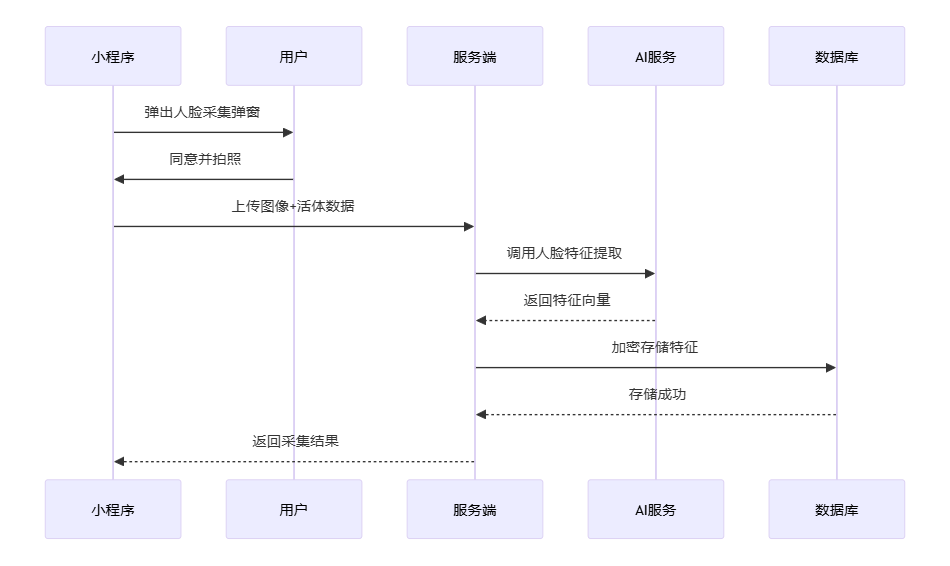 小程序
用户
服务端
AI服务
数据库
弹出人脸采集弹窗
同意并拍照
上传图像+活体数据
调用人脸特征提取
返回特征向量
加密存储特征
存储成功
返回采集结果
小程序
用户
服务端
AI服务
数据库